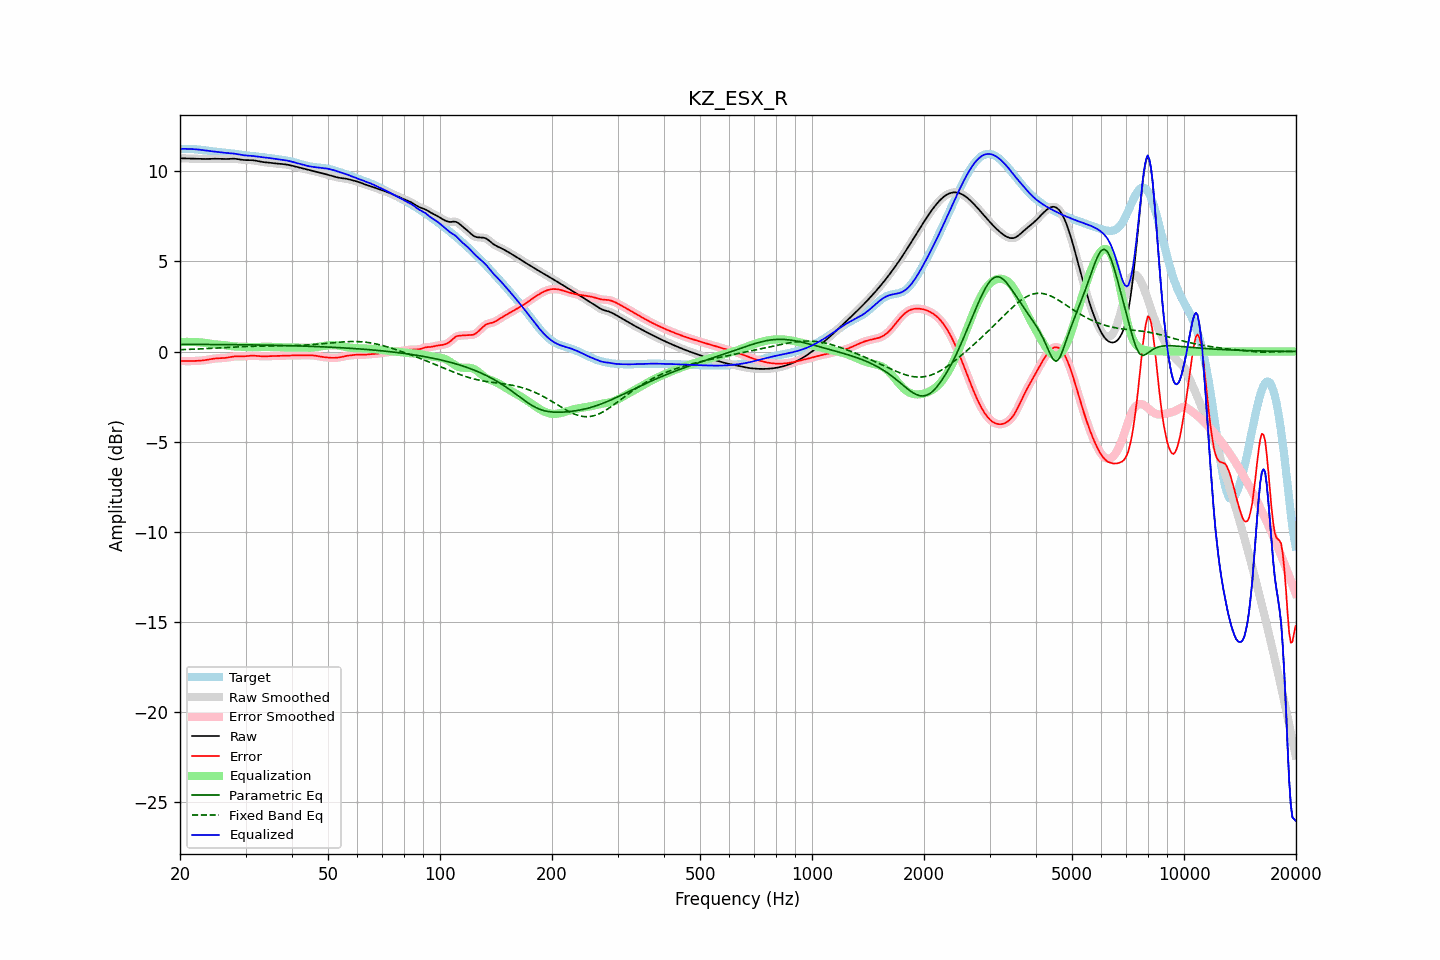 KZ_ESX_R
Amplitude (dBr)
10
5
0
−5
−10
−15
−20
−25
Target
Raw Smoothed
Error Smoothed
Raw
Error
Equalization
Parametric Eq
Fixed Band Eq
Equalized
20 50 100 200 500 1000 2000 5000 10000 20000
Frequency (Hz)